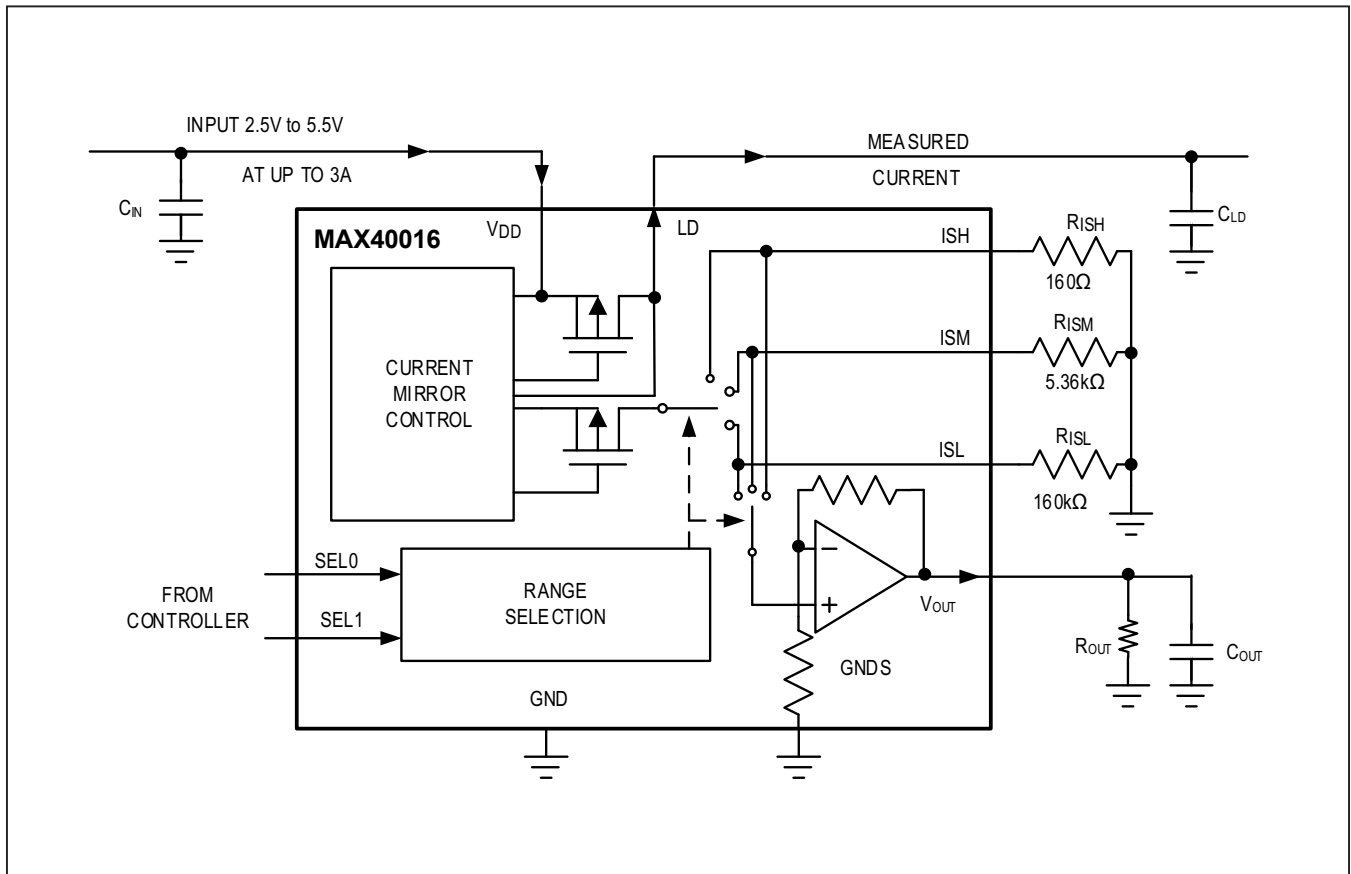 INPUT 2.5V to 5.5V
AT UP TO 3A
MEASURED
CURRENT
CIN
MAX40016
VDD
LD
CLD
ISH
RISH
160Ω
ISM
RISM
5.36kΩ
CURRENT
MIRROR
CONTROL
ISL
RISL
160kΩ
SEL0
FROM
CONTROLLER
SEL1
RANGE
SELECTION
−
+
VOUT
GNDS
ROUT
COUT
GND